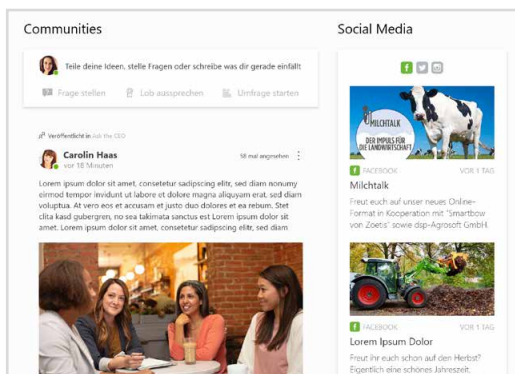 Communities
Teile deine Ideen, stelle Fragen oder schreibe was dir gerade einfällt
Frage stellen
Lob aussprechen
Umfrage starten
Veröffentlicht in Ask the CEO
Carolin Haas
vor 18 Minuten
58 mal angesehen
Lorem ipsum dolor sit amet, consetetur sadipscing elitr, sed diam nonumy
eirmod tempor invidunt ut labore et dolore magna aliquyam erat, sed diam
voluptua. At vero eos et accusam et justo duo dolores et ea rebum. Stet
clita kasd gubergren, no sea takimata sanctus est Lorem ipsum dolor sit
amet. Lorem ipsum dolor sit amet, consetetur sadipscing elitr, sed diam
Social Media
MILCHTALK
DER IMPULS FÜR
DIE LANDWIRTSCHAFT
FACEBOOK
VOR 1 TAG
Milchtalk
Freut euch auf unser neues Online-
Format in Kooperation mit "Smartbow
von Zoetis" sowie dsp-Agrosoft GmbH.
FACEBOOK
VOR 1 TAG
Lorem Ipsum Dolor
Freut ihr euch schon auf den Herbst?
Eigentlich eine schönes Jahreszeit,